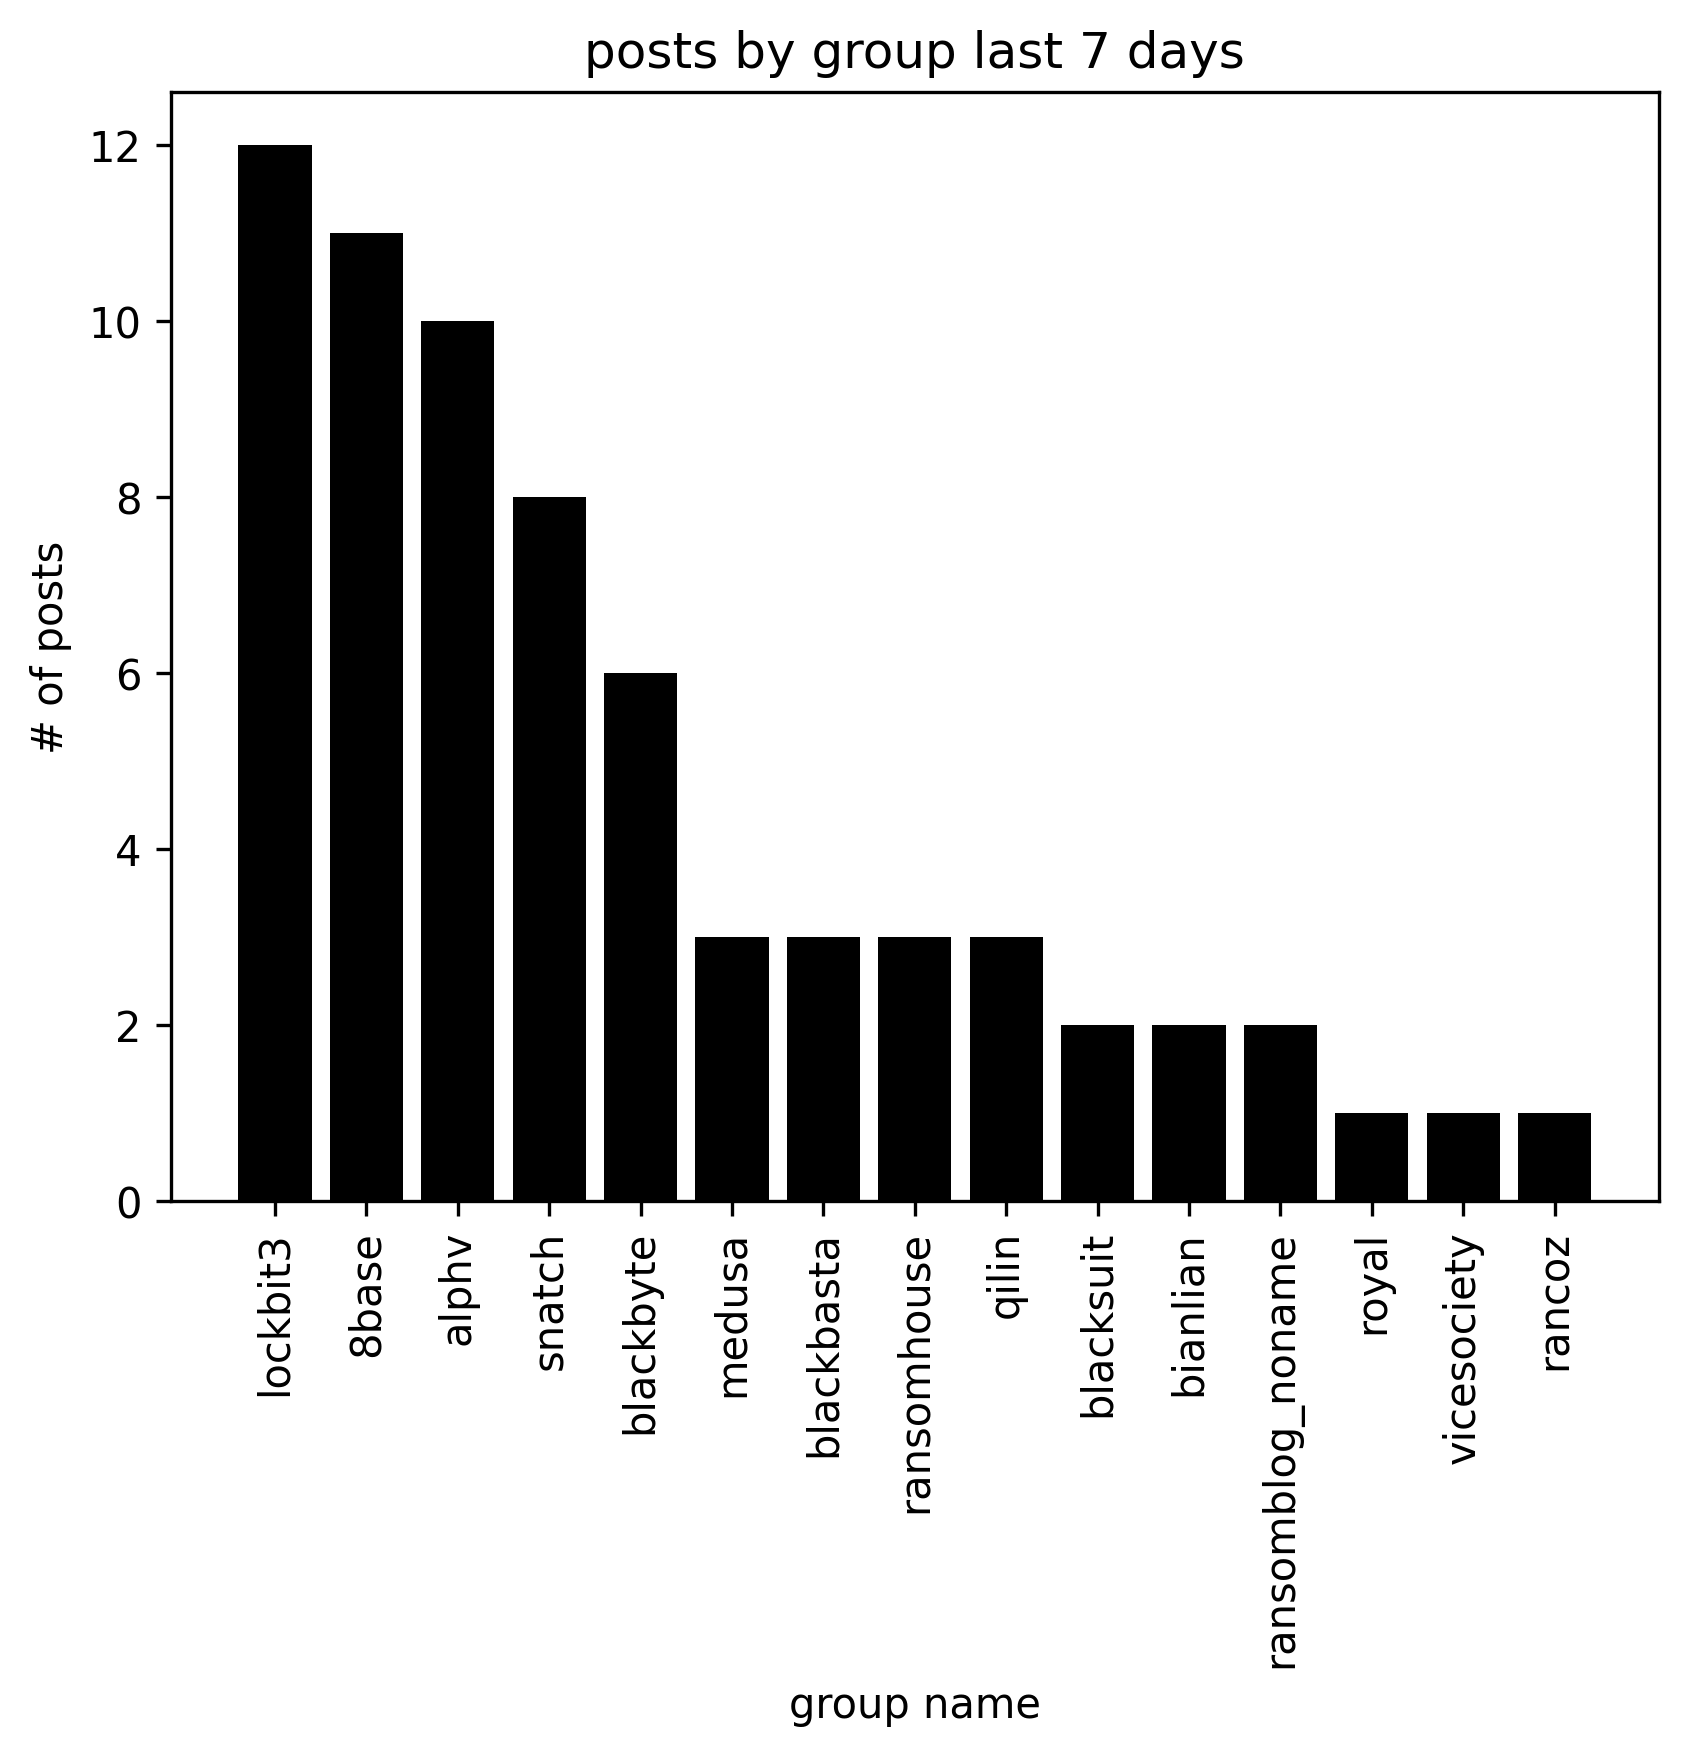 posts by group last 7 days
12
10
8
6
4
2
0
# of posts
lockbit3
8base
alphv
snatch
blackbyte
medusa
blackbasta
ransomhouse
qilin
blacksuit
bianlian
ransomblog_noname
royal
vicesociety
rancoz
group name